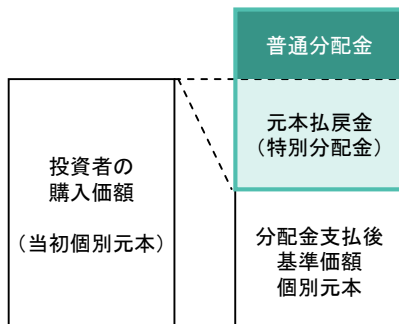 普通分配金
元本払戻金
（特別分配金）
投資者の
購入価額
（当初個別元本）
分配金支払後
基準価額
個別元本